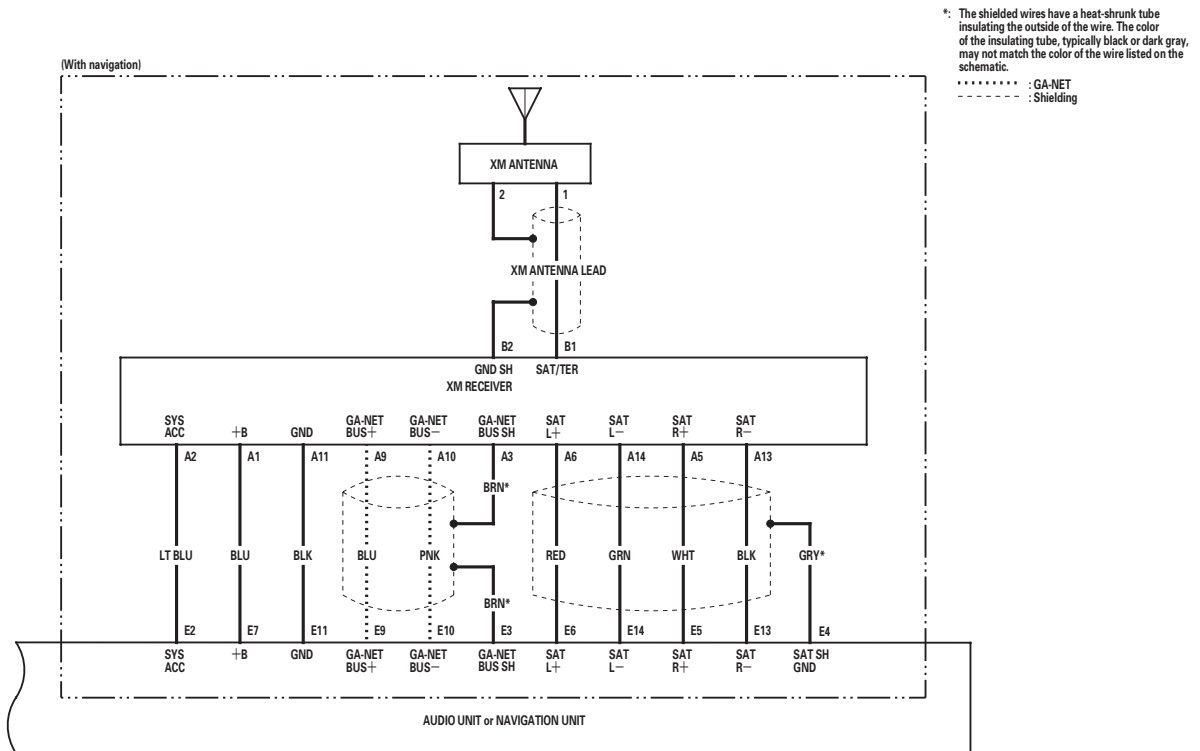 *: The shielded wires have a heat-shrunk tube
insulating the outside of the wire. The color
of the insulating tube, typically black or dark gray,
may not match the color of the wire listed on the
schematic.
: GA-NET
: Shielding
(With navigation)
XM ANTENNA
2 1
XM ANTENNA LEAD
B2 B1
GND SH SAT/TER
XM RECEIVER
SYS GA-NET GA-NET GA-NET SAT SAT SAT SAT
ACC +B GND BUS+ BUS− BUS SH L+ L− R+ R−
A2 A1 A11 A9 A10 A3 A6 A14 A5 A13
BRN*
LT BLU BLU BLK BLU PNK RED GRN WHT BLK GRY*
BRN*
E2 E7 E11 E9 E10 E3 E6 E14 E5 E13 E4
SYS +B GND GA-NET GA-NET GA-NET SAT SAT SAT SAT SAT SH
ACC BUS+ BUS− BUS SH L+ L− R+ R− GND
AUDIO UNIT or NAVIGATION UNIT